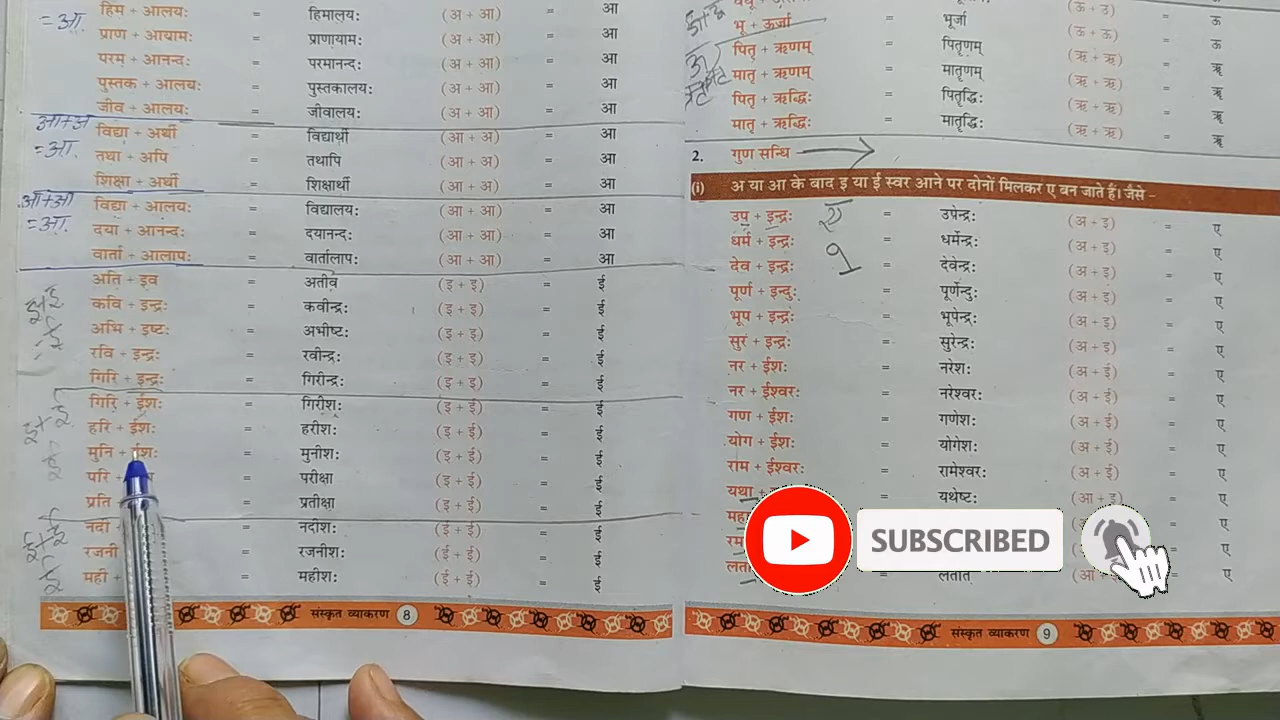 हिम + आलयः = हिमालयः (अ + आ) आ
= आ
प्राण + आयामः = प्राणायामः (अ + आ) = आ
परम + आनन्दः = परमानन्दः (अ + आ) = आ
पुस्तक + आलयः = पुस्तकालयः (अ + आ) = आ
जीव + आलयः = जीवालयः (अ + आ) = आ
आ+अ
= आ.
विद्या + अर्थी = विद्यार्थी (आ + अ) = आ
तथा + अपि = तथापि (आ + अ) = आ
शिक्षा + अर्थी = शिक्षार्थी (आ + अ) = आ
आ+आ
= आ.
विद्या + आलयः = विद्यालयः (आ + आ) = आ
दया + आनन्दः = दयानन्दः (आ + आ) = आ
वार्ता + आलापः = वार्तालापः (आ + आ) = आ
इ+इ
= ई
अति + इव = अतीव (इ + इ) = ई
कवि + इन्द्रः = कवीन्द्रः (इ + इ) = ई
अभि + इष्टः = अभीष्टः (इ + इ) = ई
रवि + इन्द्रः = रवीन्द्रः (इ + इ) = ई
गिरि + इन्द्रः = गिरीन्द्रः (इ + इ) = ई
इ+ई
ई
गिरि + ईशः = गिरीशः (इ + ई) = ई
हरि + ईशः = हरीशः (इ + ई) = ई
मुनि + ईशः = मुनीशः (इ + ई) = ई
परि + = परीक्षा (इ + ई) = ई
प्रति = प्रतीक्षा (इ + ई) = ई
ई+ई
ई
नदी = नदीशः (ई + ई) = ई
रजनी = रजनीशः (ई + ई) = ई
मही + = महीशः (ई + ई) = ई
संस्कृत व्याकरण 8
(ऊ + उ) ऊ
ऊ
भू + ऊर्जा = भूर्जा (ऊ + ऊ) = ऊ
पितृ + ऋणम् = पितॄणम् (ऋ + ऋ) = ॠ
मातृ + ऋणम् = मातॄणम् (ऋ + ऋ) = ॠ
पितृ + ऋद्धिः = पितॄद्धिः (ऋ + ऋ) = ॠ
मातृ + ऋद्धिः = मातॄद्धिः (ऋ + ऋ) = ॠ
2. गुण सन्धि
(i) अ या आ के बाद इ या ई स्वर आने पर दोनों मिलकर ए बन जाते हैं। जैसे –
उप + इन्द्रः ए = उपेन्द्रः (अ + इ) = ए
धर्म + इन्द्रः = धर्मेन्द्रः (अ + इ) = ए
देव + इन्द्रः = देवेन्द्रः (अ + इ) = ए
पूर्ण + इन्दुः = पूर्णेन्दुः (अ + इ) = ए
भूप + इन्द्रः = भूपेन्द्रः (अ + इ) = ए
सुर + इन्द्रः = सुरेन्द्रः (अ + इ) = ए
नर + ईशः = नरेशः (अ + ई) = ए
नर + ईश्वरः = नरेश्वरः (अ + ई) = ए
गण + ईशः = गणेशः (अ + ई) = ए
योग + ईशः = योगेशः (अ + ई) = ए
राम + ईश्वरः = रामेश्वरः (अ + ई) = ए
यथा + = यथेष्टः (आ + इ) = ए
= ए
SUBSCRIBED
= ए
= लतात् = ए
संस्कृत व्याकरण 9